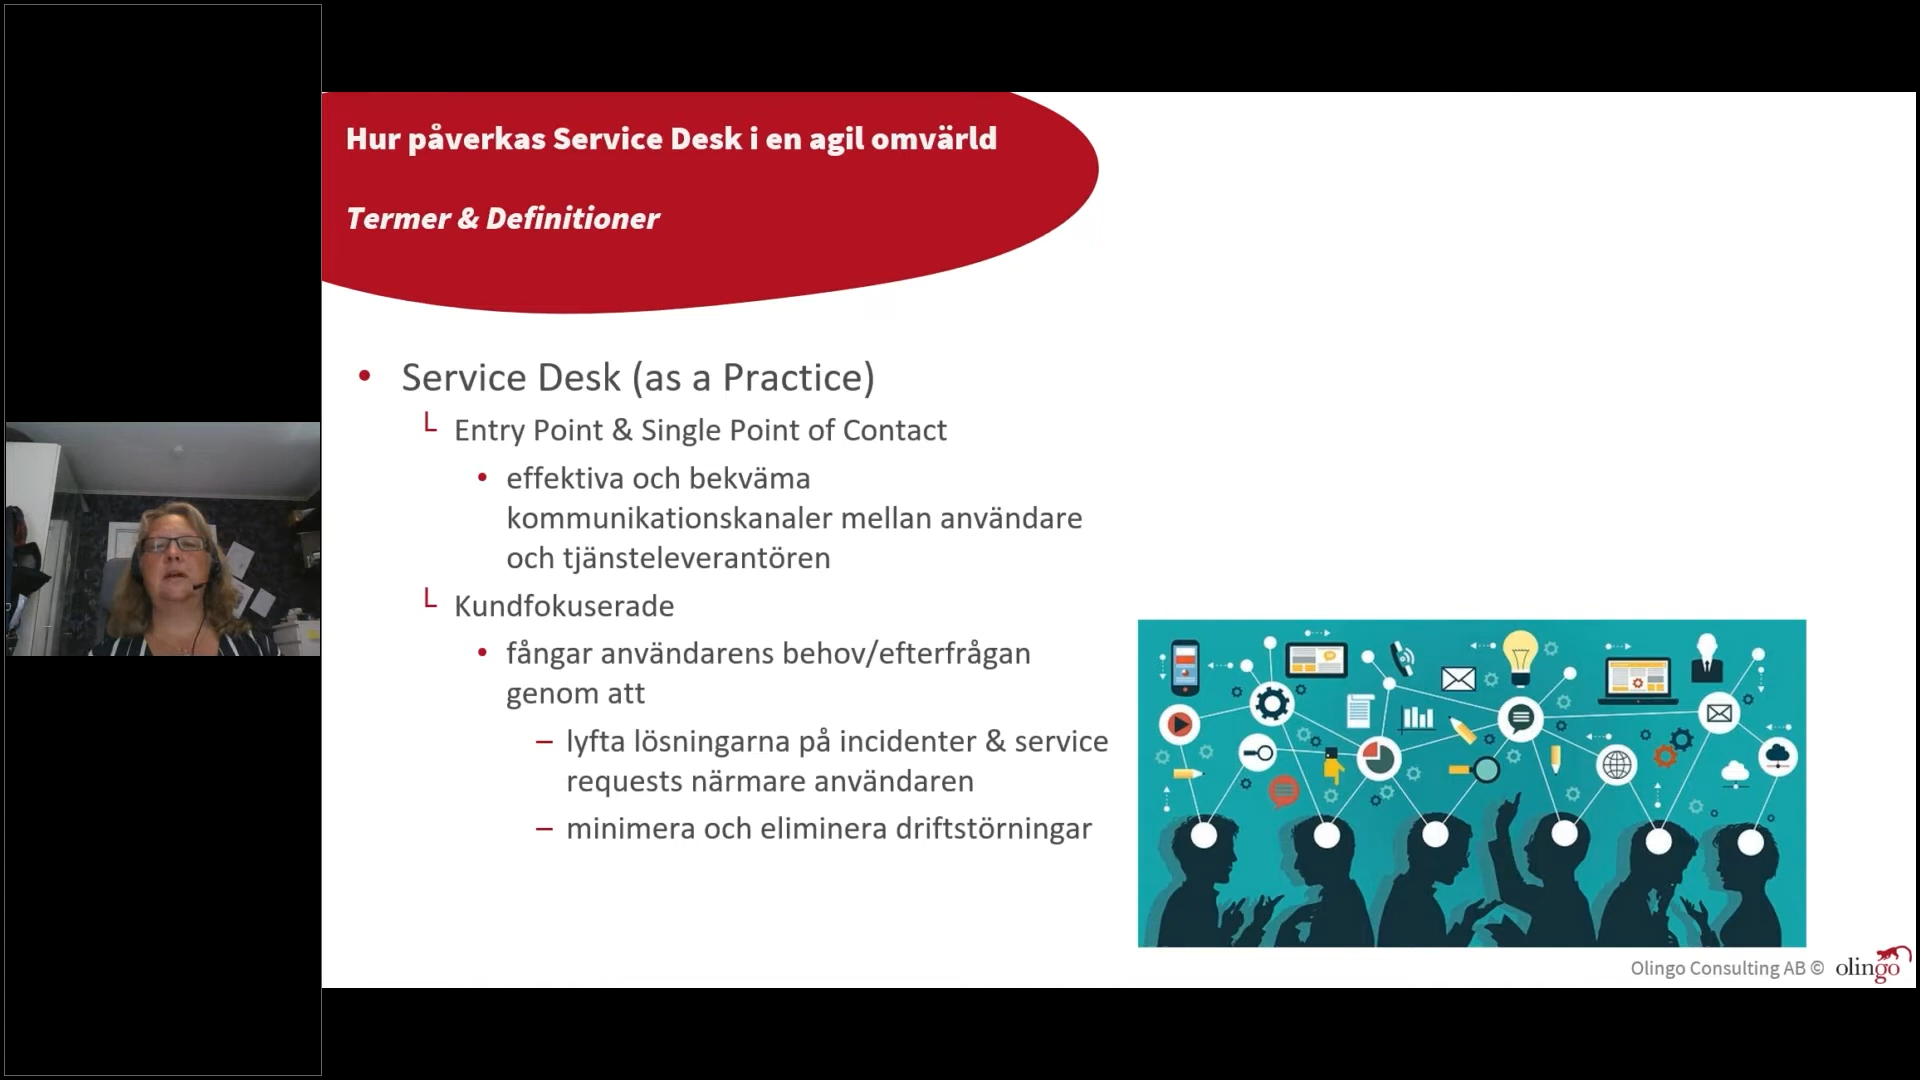 Hur påverkas Service Desk i en agil omvärld
Termer & Definitioner
• Service Desk (as a Practice)
└ Entry Point & Single Point of Contact
• effektiva och bekväma
kommunikationskanaler mellan användare
och tjänsteleverantören
└ Kundfokuserade
• fångar användarens behov/efterfrågan
genom att
– lyfta lösningarna på incidenter & service
requests närmare användaren
– minimera och eliminera driftstörningar
Olingo Consulting AB © olingo